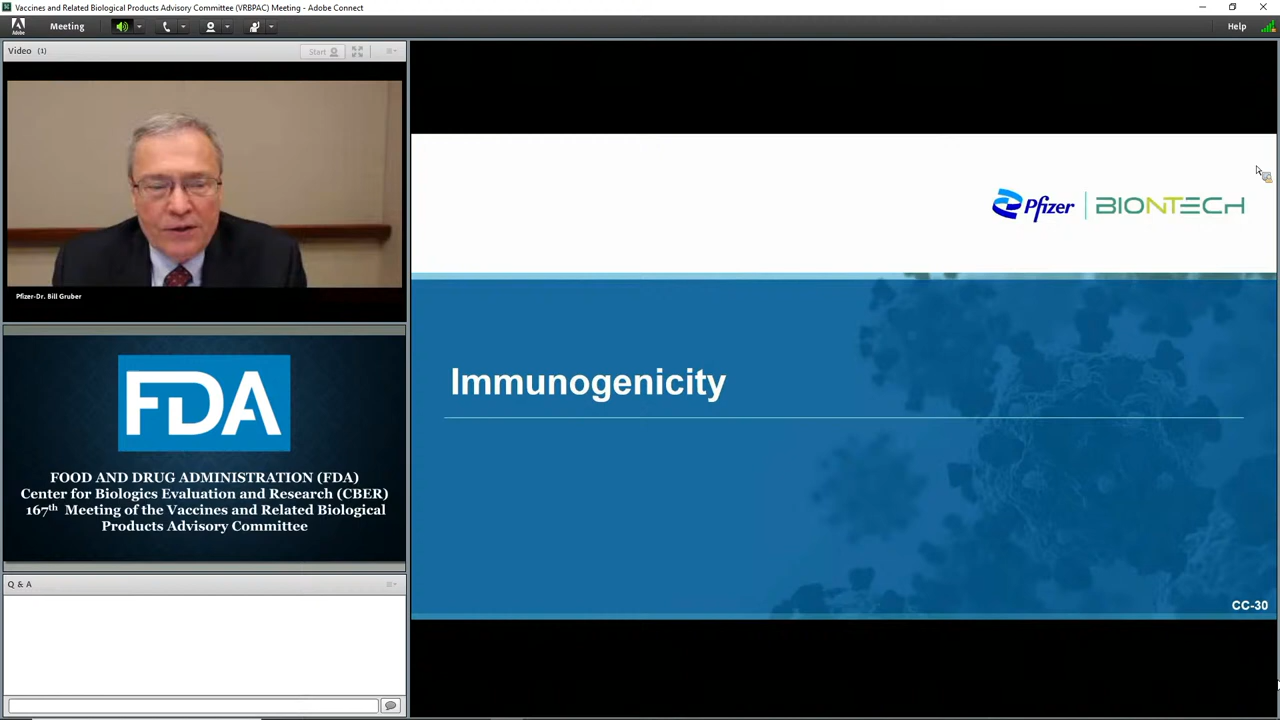 Vaccines and Related Biological Products Advisory Committee (VRBPAC) Meeting - Adobe Connect
Adobe
Meeting
Help
Video (1)
Start
Pfizer-Dr. Bill Gruber
FDA
FOOD AND DRUG ADMINISTRATION (FDA)
Center for Biologics Evaluation and Research (CBER)
167th Meeting of the Vaccines and Related Biological
Products Advisory Committee
Q & A
Pfizer | BIONTECH
Immunogenicity
CC-30